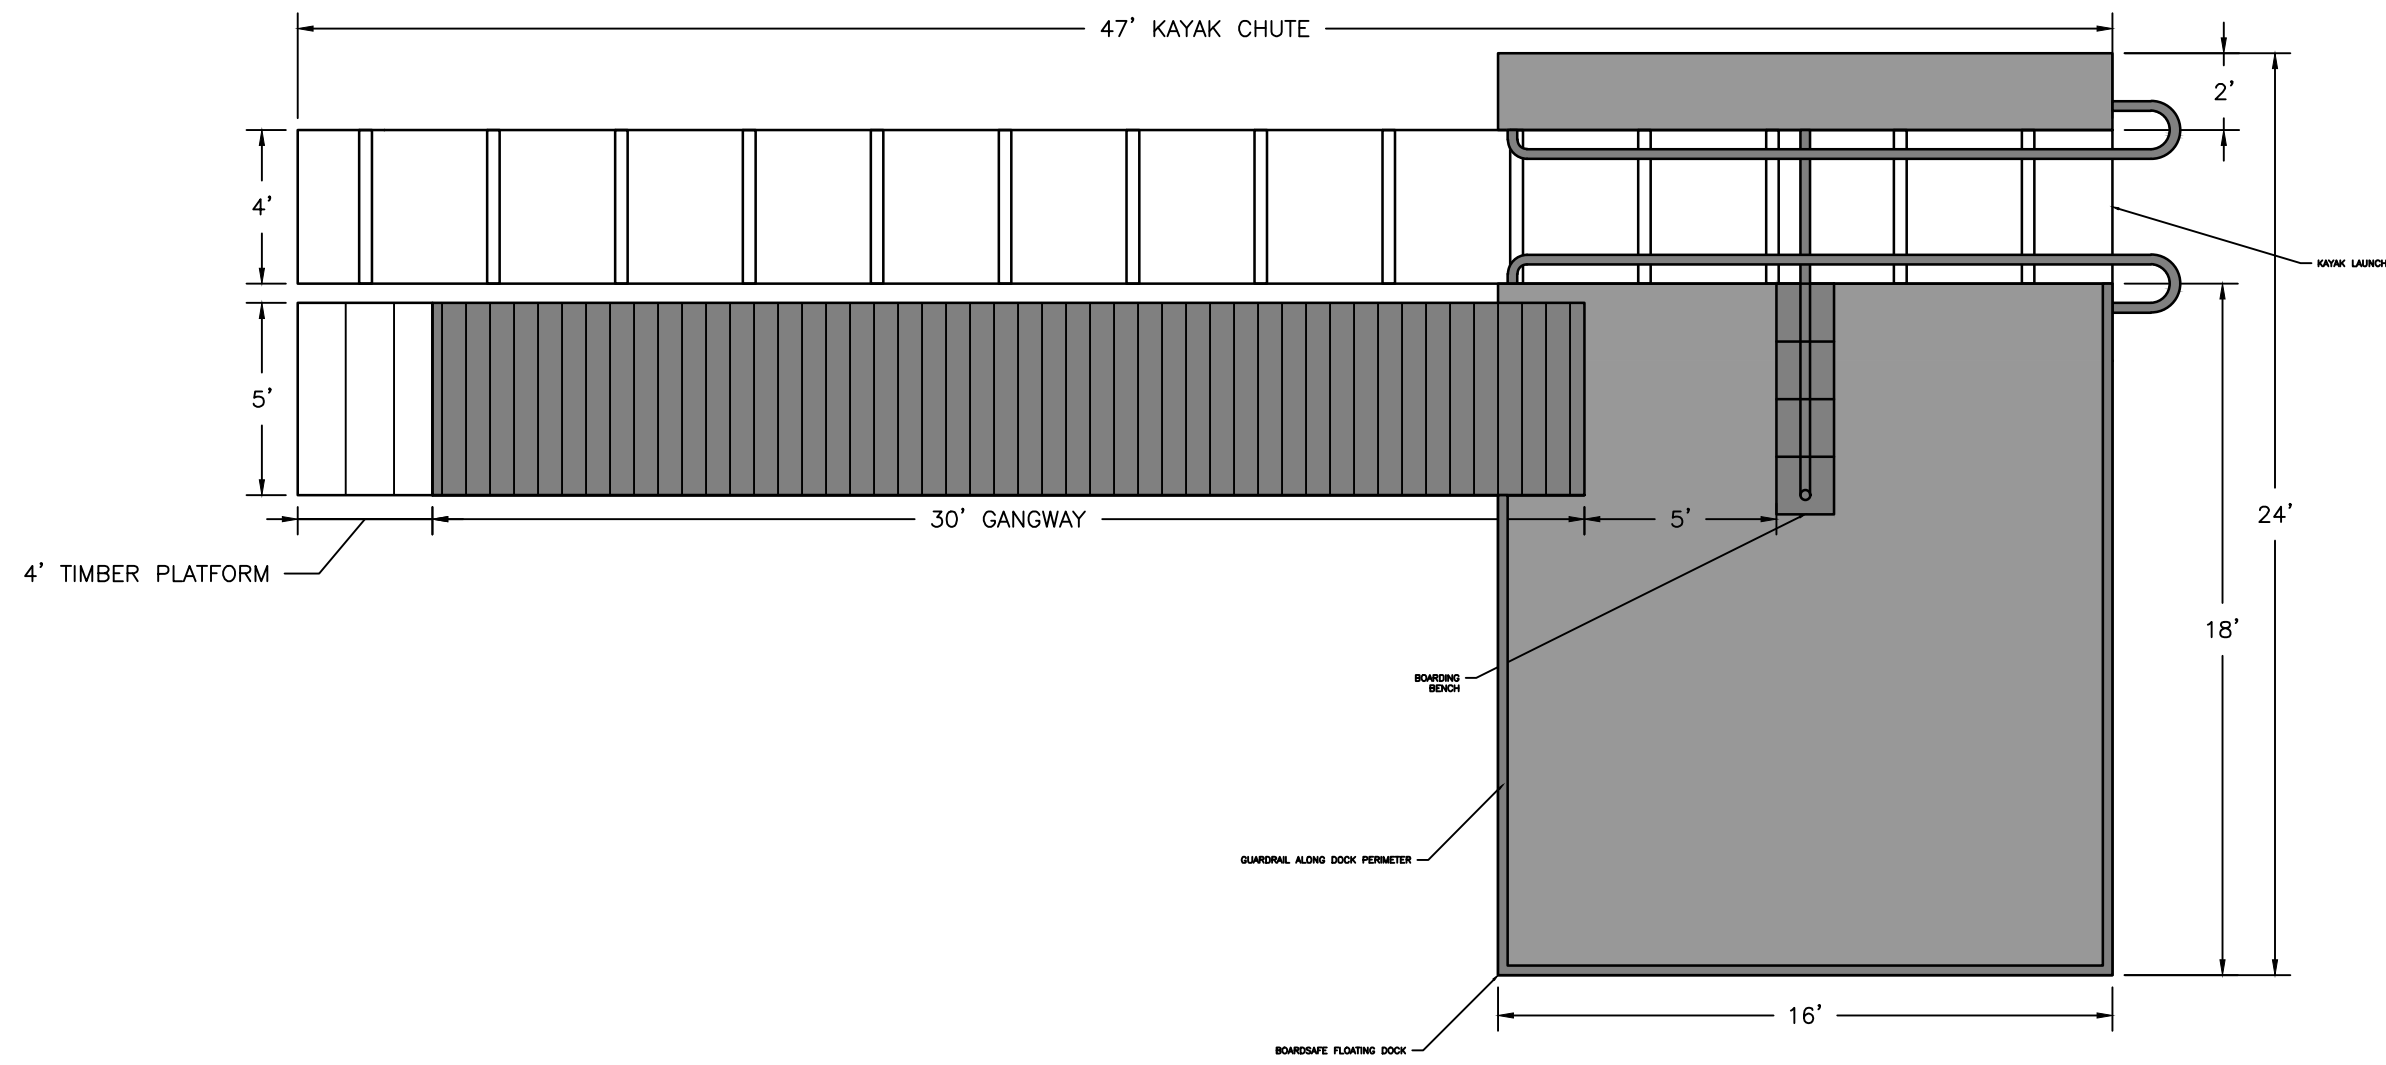 47' KAYAK CHUTE
2'
4'
KAYAK LAUNCH
5'
30' GANGWAY
5'
24'
4' TIMBER PLATFORM
18'
BOARDING
BENCH
GUARDRAIL ALONG DOCK PERIMETER
16'
BOARDSAFE FLOATING DOCK